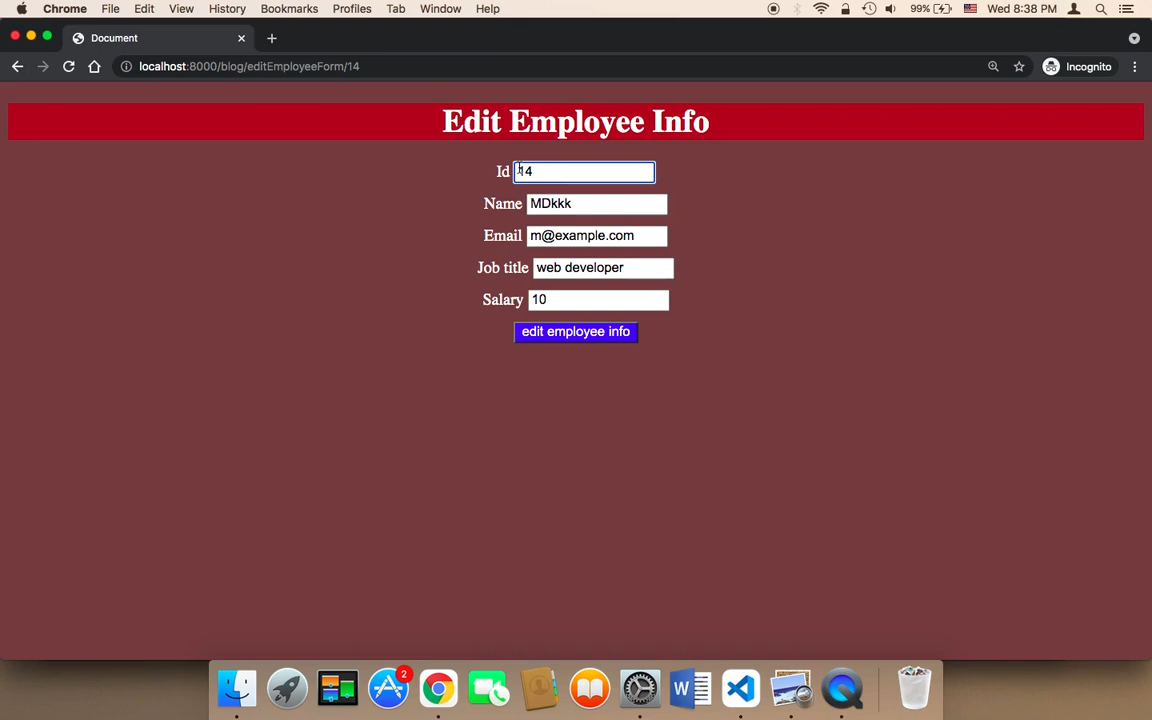 Chrome File Edit View History Bookmarks Profiles Tab Window Help 99% Wed 8:38 PM
Document
localhost:8000/blog/editEmployeeForm/14 Incognito
Edit Employee Info
Id 14
Name MDkkk
Email m@example.com
Job title web developer
Salary 10
edit employee info
2
W